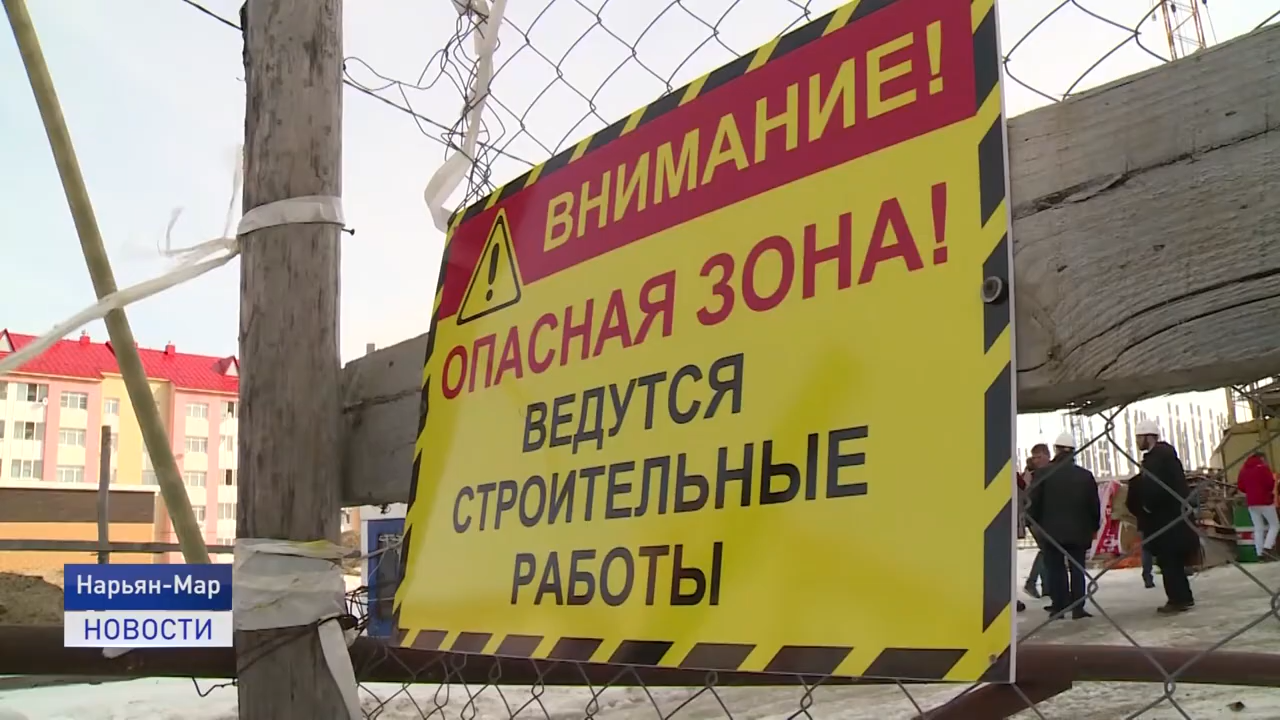 ВНИМАНИЕ!
ОПАСНАЯ ЗОНА!
ВЕДУТСЯ
СТРОИТЕЛЬНЫЕ
РАБОТЫ
Нарьян-Мар
НОВОСТИ